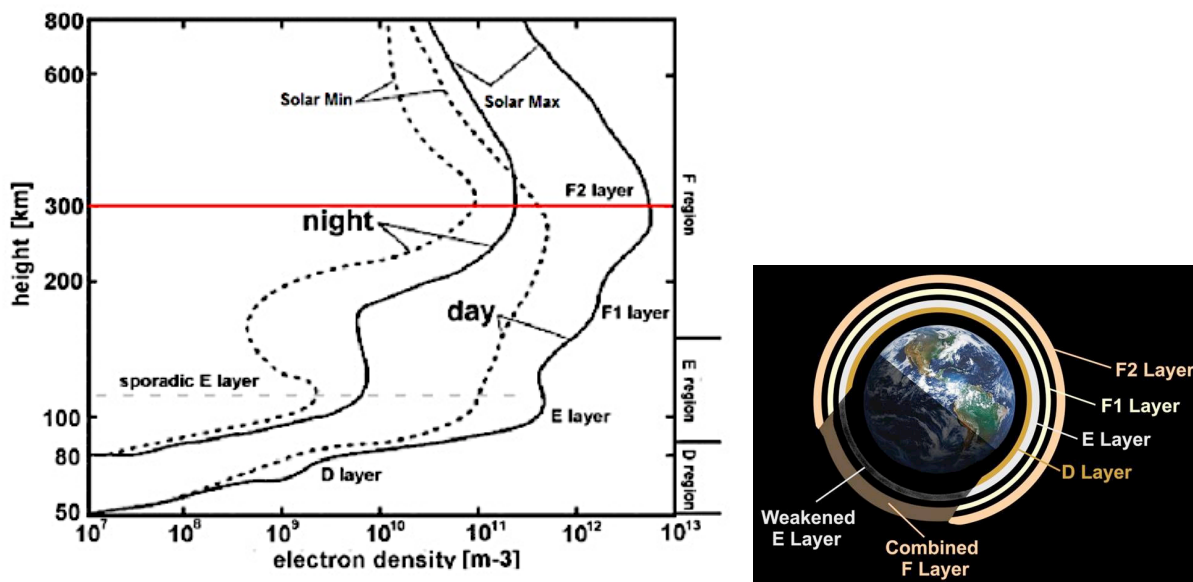 800
600
300
200
100
80
50
height [km]
Solar Min
Solar Max
F2 layer
night
day
F1 layer
sporadic E layer
E layer
D layer
F region
E region
D region
10^7
10^8
10^9
10^10
10^11
10^12
10^13
electron density [m-3]
F2 Layer
F1 Layer
E Layer
D Layer
Weakened
E Layer
Combined
F Layer